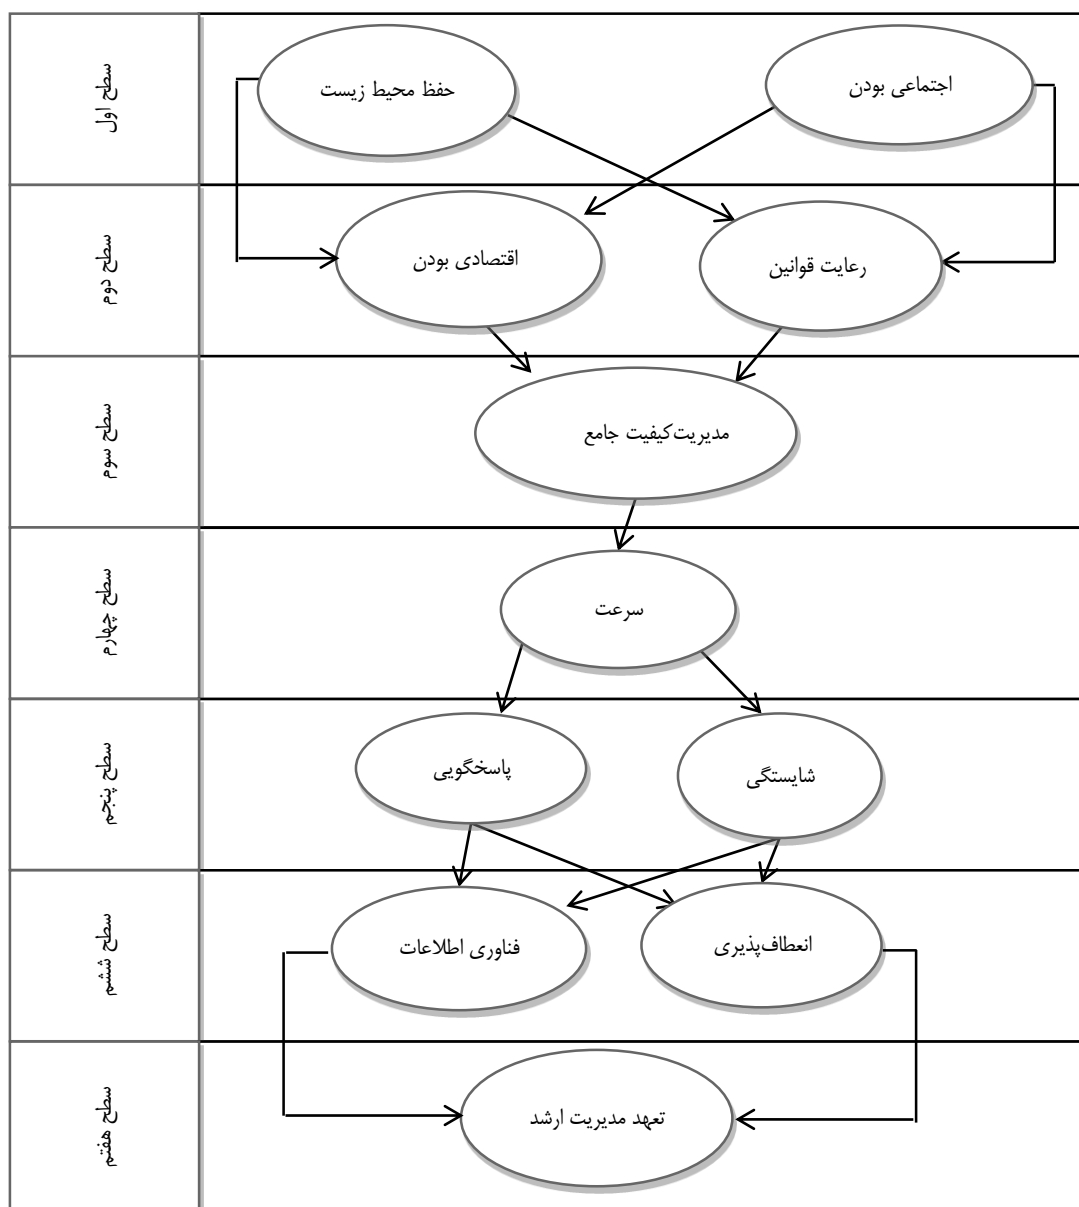 سطح اول
اجتماعی بودن
حفظ محیط زیست
سطح دوم
رعایت قوانین
اقتصادی بودن
سطح سوم
مدیریت‌کیفیت جامع
سطح چهارم
سرعت
سطح پنجم
شایستگی
پاسخگویی
سطح ششم
انعطاف‌پذیری
فناوری اطلاعات
سطح هفتم
تعهد مدیریت ارشد